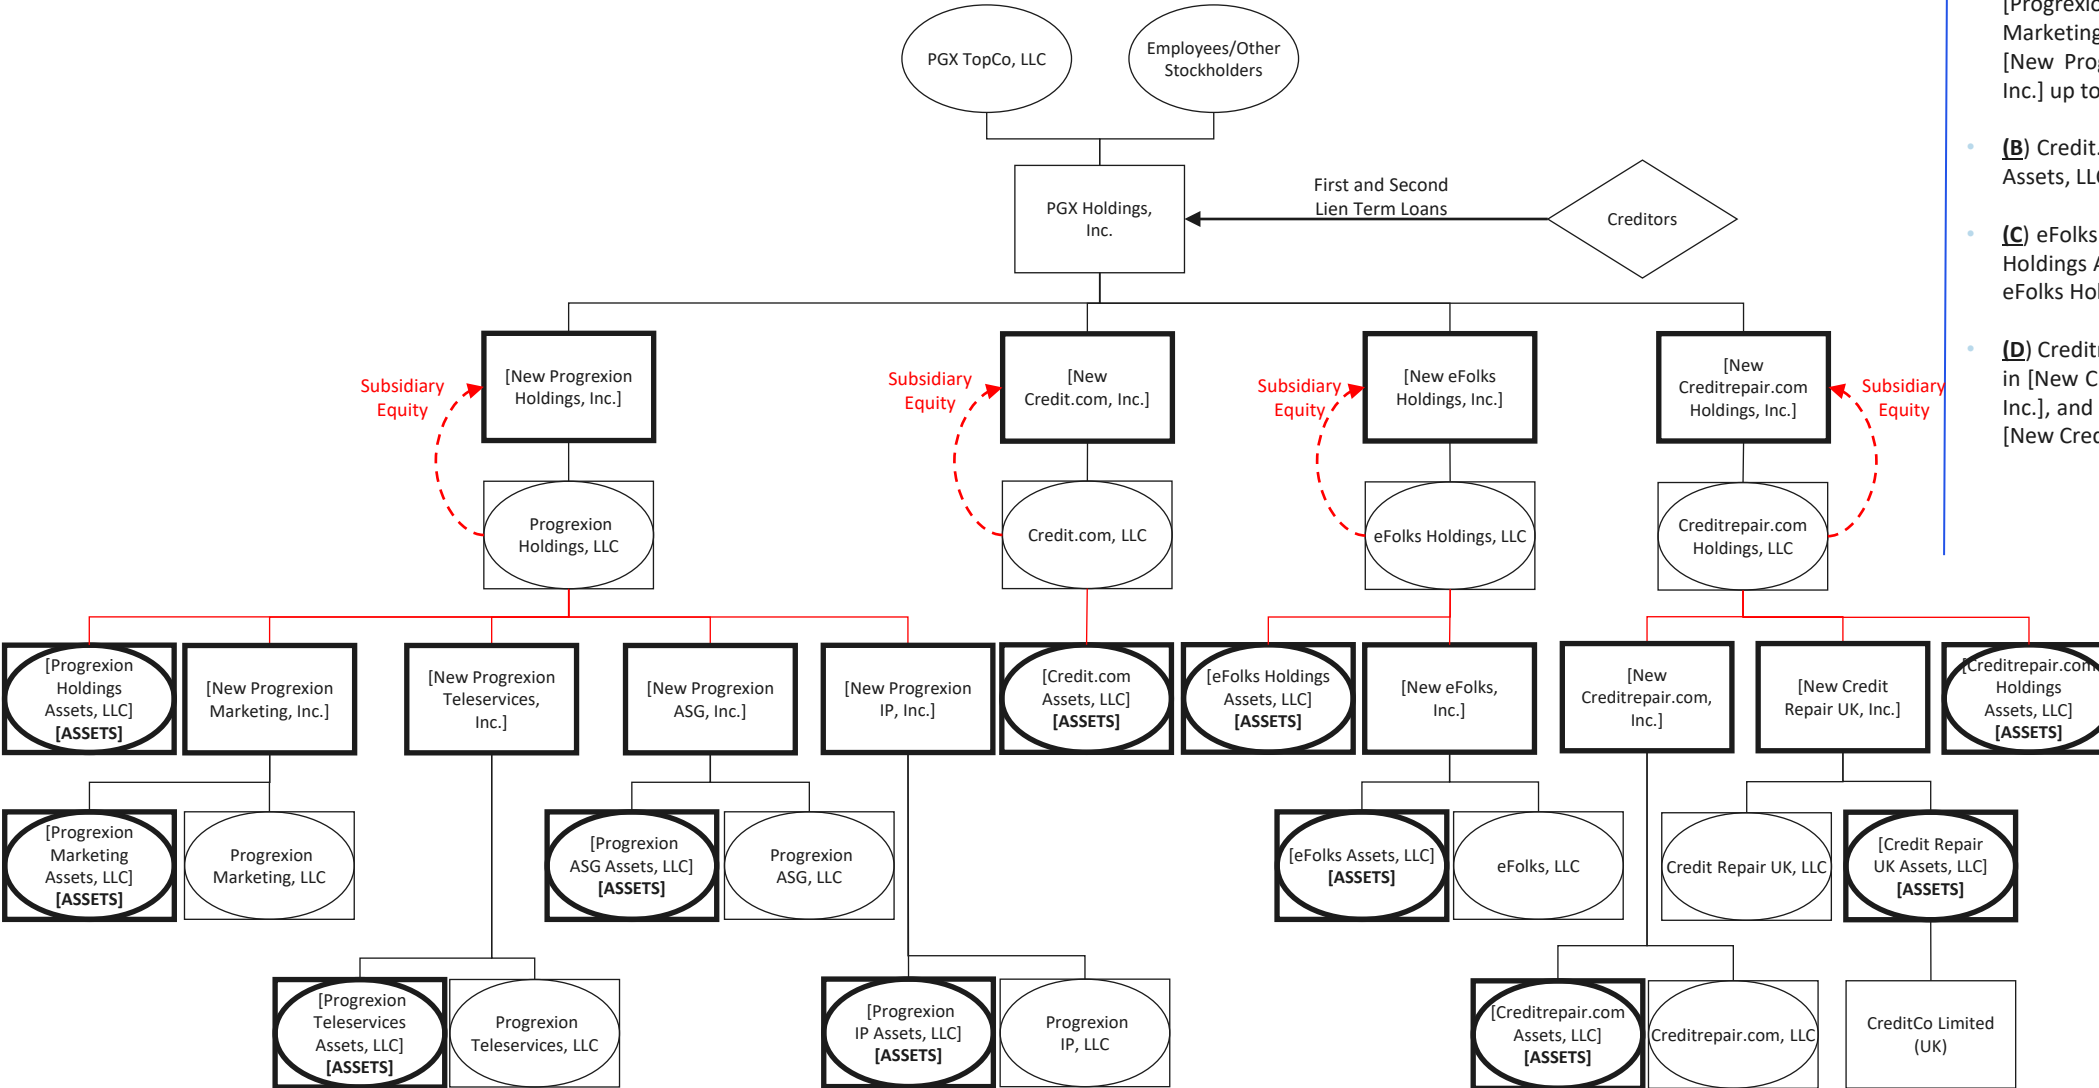 PGX TopCo, LLC
Employees/Other
Stockholders
PGX Holdings,
Inc.
First and Second
Lien Term Loans
Creditors
[New Progrexion
Holdings, Inc.]
[New
Credit.com, Inc.]
[New eFolks
Holdings, Inc.]
[New
Creditrepair.com
Holdings, Inc.]
Subsidiary
Equity
Subsidiary
Equity
Subsidiary
Equity
Subsidiary
Equity
Progrexion
Holdings, LLC
Credit.com, LLC
eFolks Holdings, LLC
Creditrepair.com
Holdings, LLC
[Progrexion
Holdings
Assets, LLC]
[ASSETS]
[New Progrexion
Marketing, Inc.]
[New Progrexion
Teleservices,
Inc.]
[New Progrexion
ASG, Inc.]
[New Progrexion
IP, Inc.]
[Credit.com
Assets, LLC]
[ASSETS]
[eFolks Holdings
Assets, LLC]
[ASSETS]
[New eFolks,
Inc.]
[New
Creditrepair.com,
Inc.]
[New Credit
Repair UK, Inc.]
[Creditrepair.com
Holdings
Assets, LLC]
[ASSETS]
[Progrexion
Marketing
Assets, LLC]
[ASSETS]
Progrexion
Marketing, LLC
[Progrexion
ASG Assets, LLC]
[ASSETS]
Progrexion
ASG, LLC
[eFolks Assets, LLC]
[ASSETS]
eFolks, LLC
Credit Repair UK, LLC
[Credit Repair
UK Assets, LLC]
[ASSETS]
[Progrexion
Teleservices
Assets, LLC]
[ASSETS]
Progrexion
Teleservices, LLC
[Progrexion
IP Assets, LLC]
[ASSETS]
Progrexion
IP, LLC
[Creditrepair.com
Assets, LLC]
[ASSETS]
Creditrepair.com, LLC
CreditCo Limited
(UK)
Marketing
[New
Inc.] up to
• (B) Credit.
Assets,
• (C) eFolks
Holdings
eFolks
• (D)
in [New
Inc.], and
[New